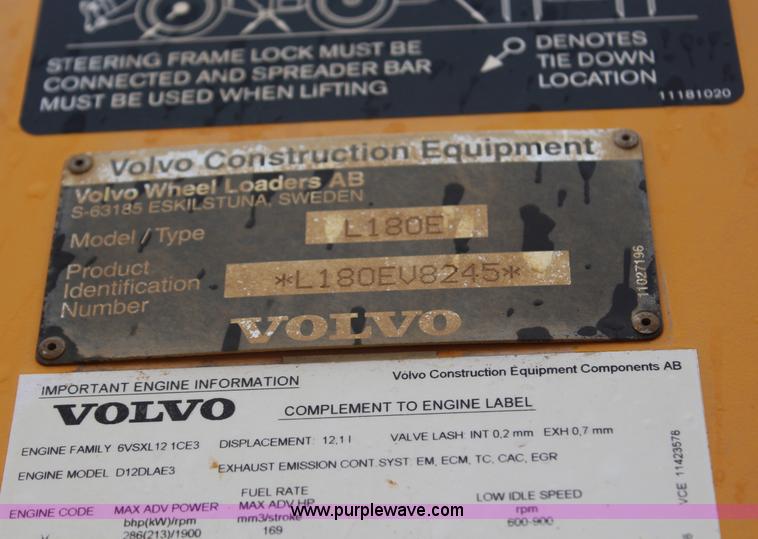 STEERING FRAME LOCK MUST BE
CONNECTED AND SPREADER BAR
MUST BE USED WHEN LIFTING
DENOTES
TIE DOWN
LOCATION
11181020
Volvo Construction Equipment
Volvo Wheel Loaders AB
S-63185 ESKILSTUNA, SWEDEN
Model / Type
L180E
Product
Identification
Number
*L180EV8245*
VOLVO
11027196
IMPORTANT ENGINE INFORMATION
Volvo Construction Equipment Components AB
VOLVO
COMPLEMENT TO ENGINE LABEL
ENGINE FAMILY 6VSXL12.1CE3 DISPLACEMENT: 12,1 l VALVE LASH: INT 0,2 mm EXH 0,7 mm
ENGINE MODEL D12DLAE3 EXHAUST EMISSION CONT.SYST: EM, ECM, TC, CAC, EGR
ENGINE CODE
MAX ADV POWER
bhp(kW)/rpm
286(213)/1900
FUEL RATE
MAX ADV HP
mm3/stroke
169
LOW IDLE SPEED
rpm
600-900
VCE 11423576
www.purplewave.com